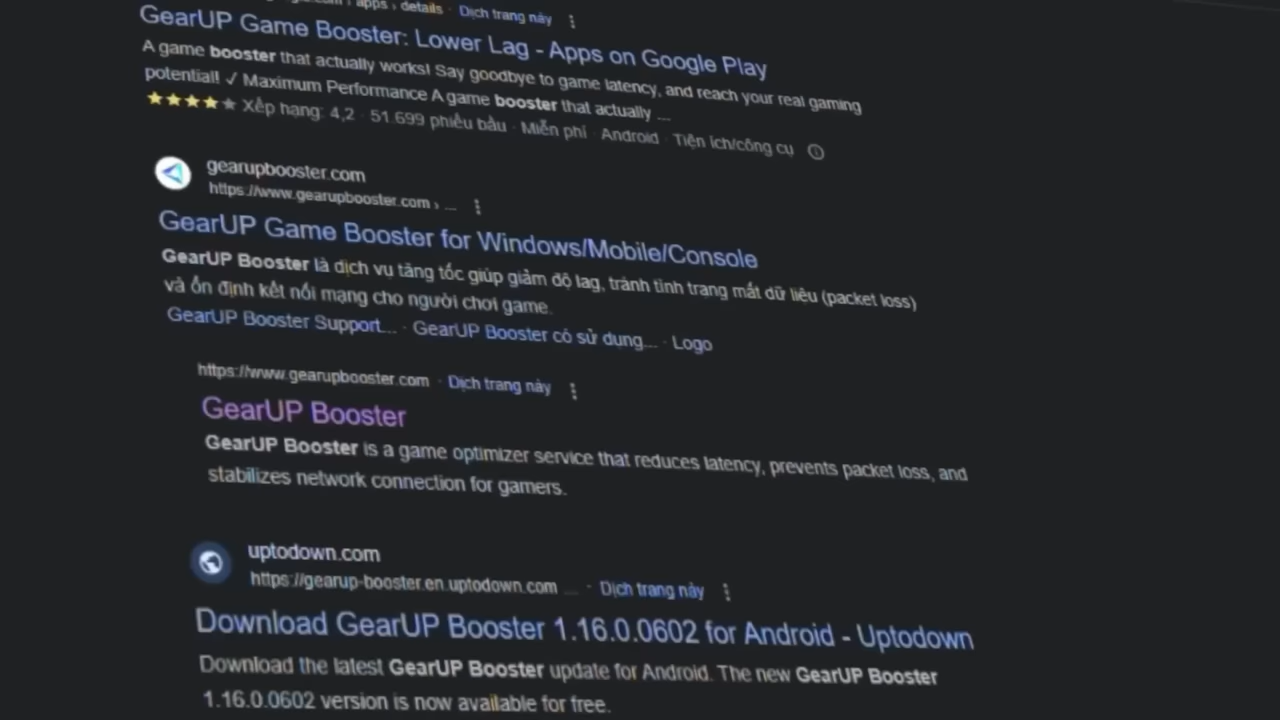 apps › details · Dịch trang này
GearUP Game Booster: Lower Lag - Apps on Google Play
A game booster that actually works! Say goodbye to game latency, and reach your real gaming
potential! ✓ Maximum Performance A game booster that actually ...
★★★★★ Xếp hạng: 4,2 · 51.699 phiếu bầu · Miễn phí · Android · Tiện ích/công cụ
gearupbooster.com
https://www.gearupbooster.com › ...
GearUP Game Booster for Windows/Mobile/Console
GearUP Booster là dịch vụ tăng tốc giúp giảm độ lag, tránh tình trạng mất dữ liệu (packet loss)
và ổn định kết nối mạng cho người chơi game.
GearUP Booster Support... · GearUP Booster có sử dụng... · Logo
https://www.gearupbooster.com · Dịch trang này
GearUP Booster
GearUP Booster is a game optimizer service that reduces latency, prevents packet loss, and
stabilizes network connection for gamers.
uptodown.com
https://gearup-booster.en.uptodown.com ... · Dịch trang này
Download GearUP Booster 1.16.0.0602 for Android - Uptodown
Download the latest GearUP Booster update for Android. The new GearUP Booster
1.16.0.0602 version is now available for free.